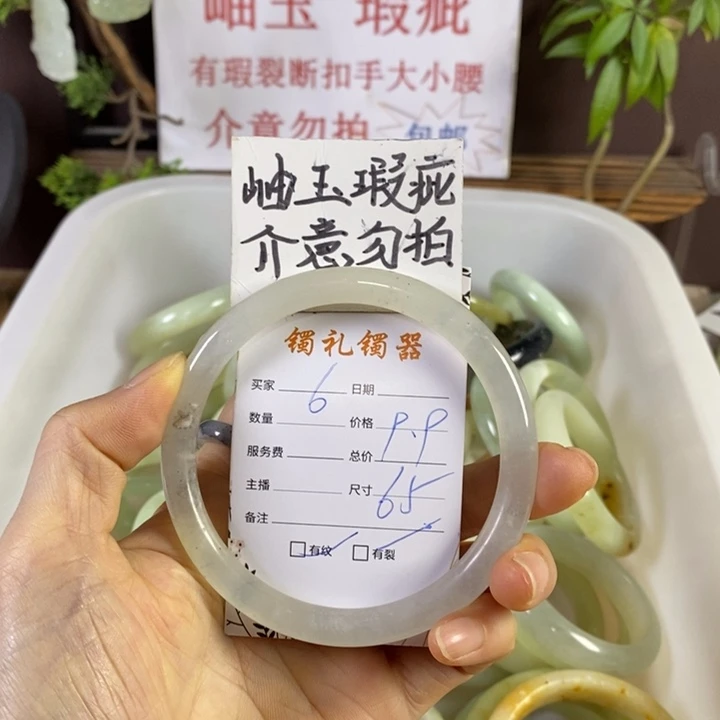 岫玉 瑕疵
有瑕裂断扣手大小腰
介意勿拍 包邮
岫玉瑕疵
介意勿拍
镯礼镯器
买家 6 日期
数量 价格 9.9
服务费 总价
主播 尺寸 65
备注
有纹 有裂